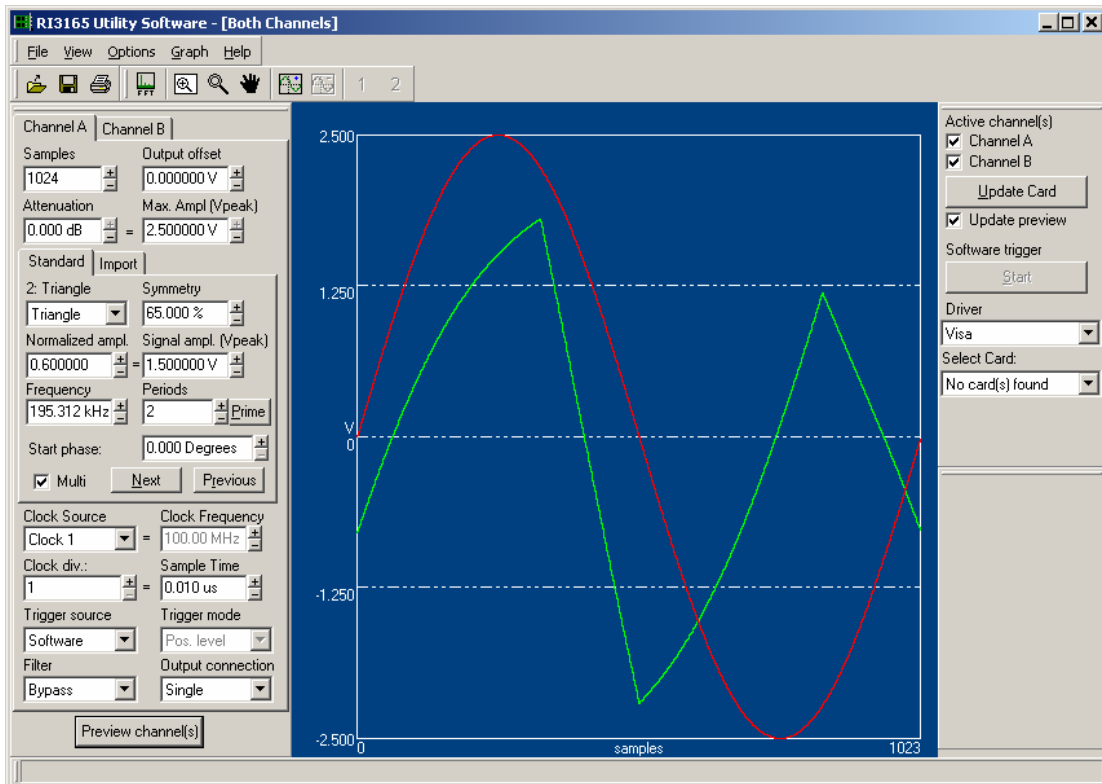 RI3165 Utility Software - [Both Channels]
File View Options Graph Help
FFT
1 2
Channel A Channel B
Samples Output offset
1024 0.000000 V
Attenuation Max. Ampl (Vpeak)
0.000 dB = 2.500000 V
Standard Import
2: Triangle Symmetry
Triangle 65.000 %
Normalized ampl. Signal ampl. (Vpeak)
0.600000 = 1.500000 V
Frequency Periods
195.312 kHz 2 Prime
Start phase: 0.000 Degrees
Multi Next Previous
Clock Source Clock Frequency
Clock 1 = 100.00 MHz
Clock div.: Sample Time
1 = 0.010 us
Trigger source Trigger mode
Software Pos. level
Filter Output connection
Bypass Single
Preview channel(s)
2.500
1.250
V
0
-1.250
-2.500
0 samples 1023
Active channel(s)
Channel A
Channel B
Update Card
Update preview
Software trigger
Start
Driver
Visa
Select Card:
No card(s) found